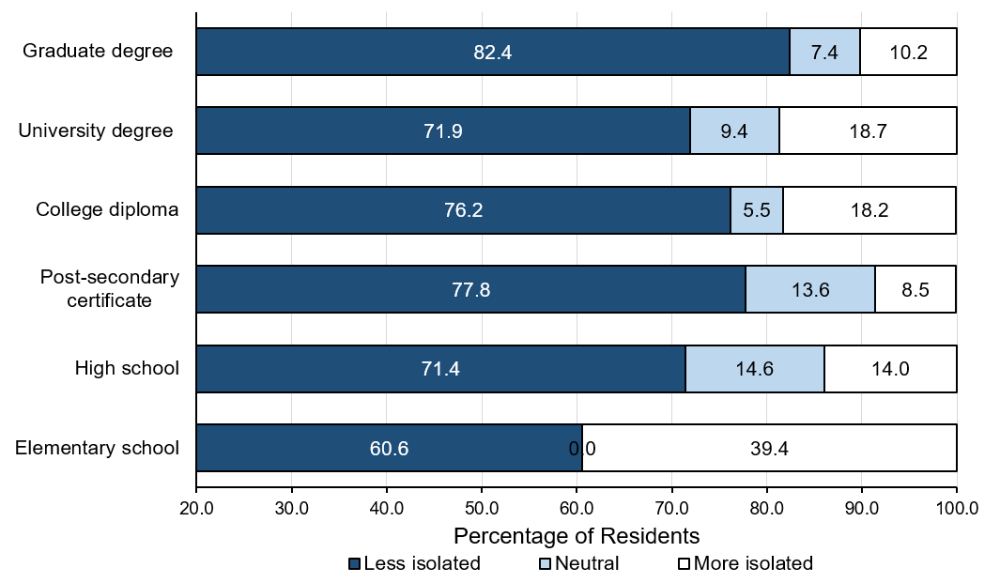 Graduate degree 82.4 7.4 10.2
University degree 71.9 9.4 18.7
College diploma 76.2 5.5 18.2
Post-secondary
certificate 77.8 13.6 8.5
High school 71.4 14.6 14.0
Elementary school 60.6 0.0 39.4
20.0 30.0 40.0 50.0 60.0 70.0 80.0 90.0 100.0
Percentage of Residents
Less isolated Neutral More isolated